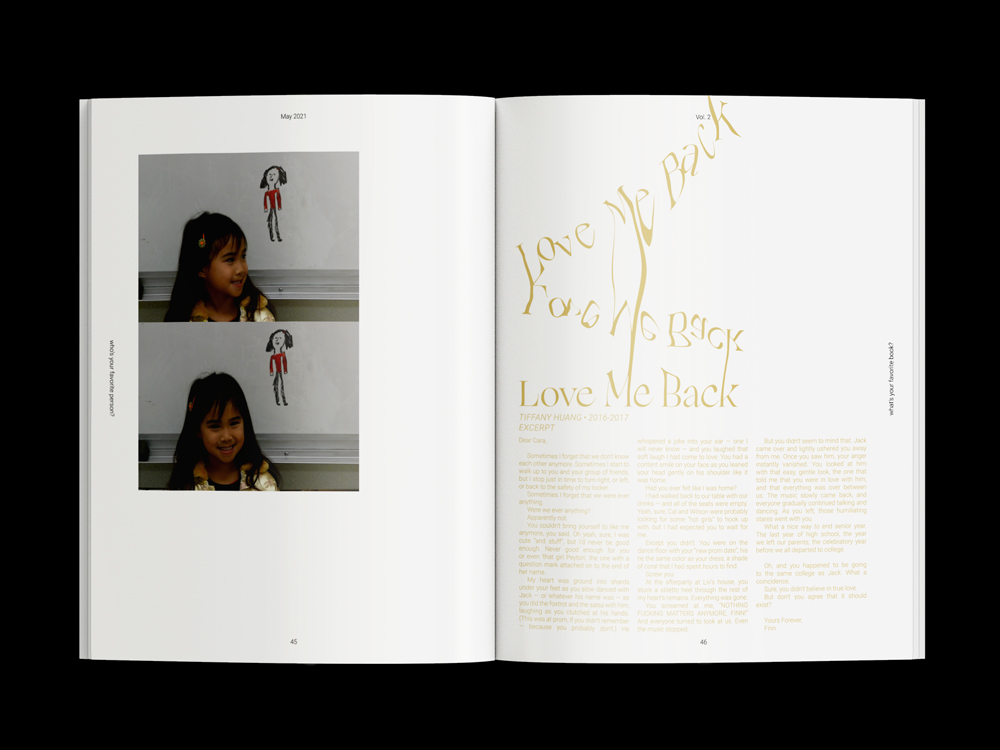 May 2021
who's your favorite person?
45
Vol. 2
Love Me Back
Love Me Back
Love Me Back
TIFFANY HUANG • 2016-2017
EXCERPT
Dear Cara,
Sometimes I forget that we don't know
each other anymore. Sometimes I start to
walk up to you and your group of friends,
but I stop just in time to turn right, or left,
or back to the safety of my locker.
Sometimes I forget that we were ever
anything.
Were we ever anything?
Apparently not.
You couldn't bring yourself to like me
anymore, you said. Oh yeah, sure, I was
cute "and stuff", but I'd never be good
enough. Never good enough for you
or even that girl Peyton, the one with a
question mark attached on to the end of
her name.
My heart was ground into shards
under your feet as you slow danced with
Jack — or whatever his name was — as
you did the foxtrot and the salsa with him,
laughing as you clutched at his hands.
(This was at prom, if you didn't remember
— because you probably don't.) He
whispered a joke into your ear — one I
will never know — and you laughed that
soft laugh I had come to love. You had a
content smile on your face as you leaned
your head gently on his shoulder like it
was home.
Had you ever felt like I was home?
I had walked back to our table with our
drinks — and all of the seats were empty.
Yeah, sure, Cal and Watson were probably
looking for some "hot girls" to hook up
with, but I had expected you to wait for
me.
Except you didn't. You were on the
dance floor with your "new prom date", his
tie the same color as your dress, a shade
of coral that I had spent hours to find.
Screw you.
At the afterparty at Liv's house, you
stuck a stiletto heel through the rest of
my heart's remains. Everything was gone.
You screamed at me, "NOTHING
FUCKING MATTERS ANYMORE, FINN!"
And everyone turned to look at us. Even
the music stopped.
But you didn't seem to mind that. Jack
came over and lightly ushered you away
from me. Once you saw him, your anger
instantly vanished. You looked at him
with that easy, gentle look, the one that
told me that you were in love with him,
and that everything was over between
us. The music slowly came back, and
everyone gradually continued talking and
dancing. As you left, those humiliating
stares went with you.
What a nice way to end senior year.
The last year of high school, the year
we left our parents, the celebratory year
before we all departed to college.
Oh, and you happened to be going
to the same college as Jack. What a
coincidence.
Sure, you didn't believe in true love.
But don't you agree that it should
exist?
Yours Forever,
Finn
46
what's your favorite book?